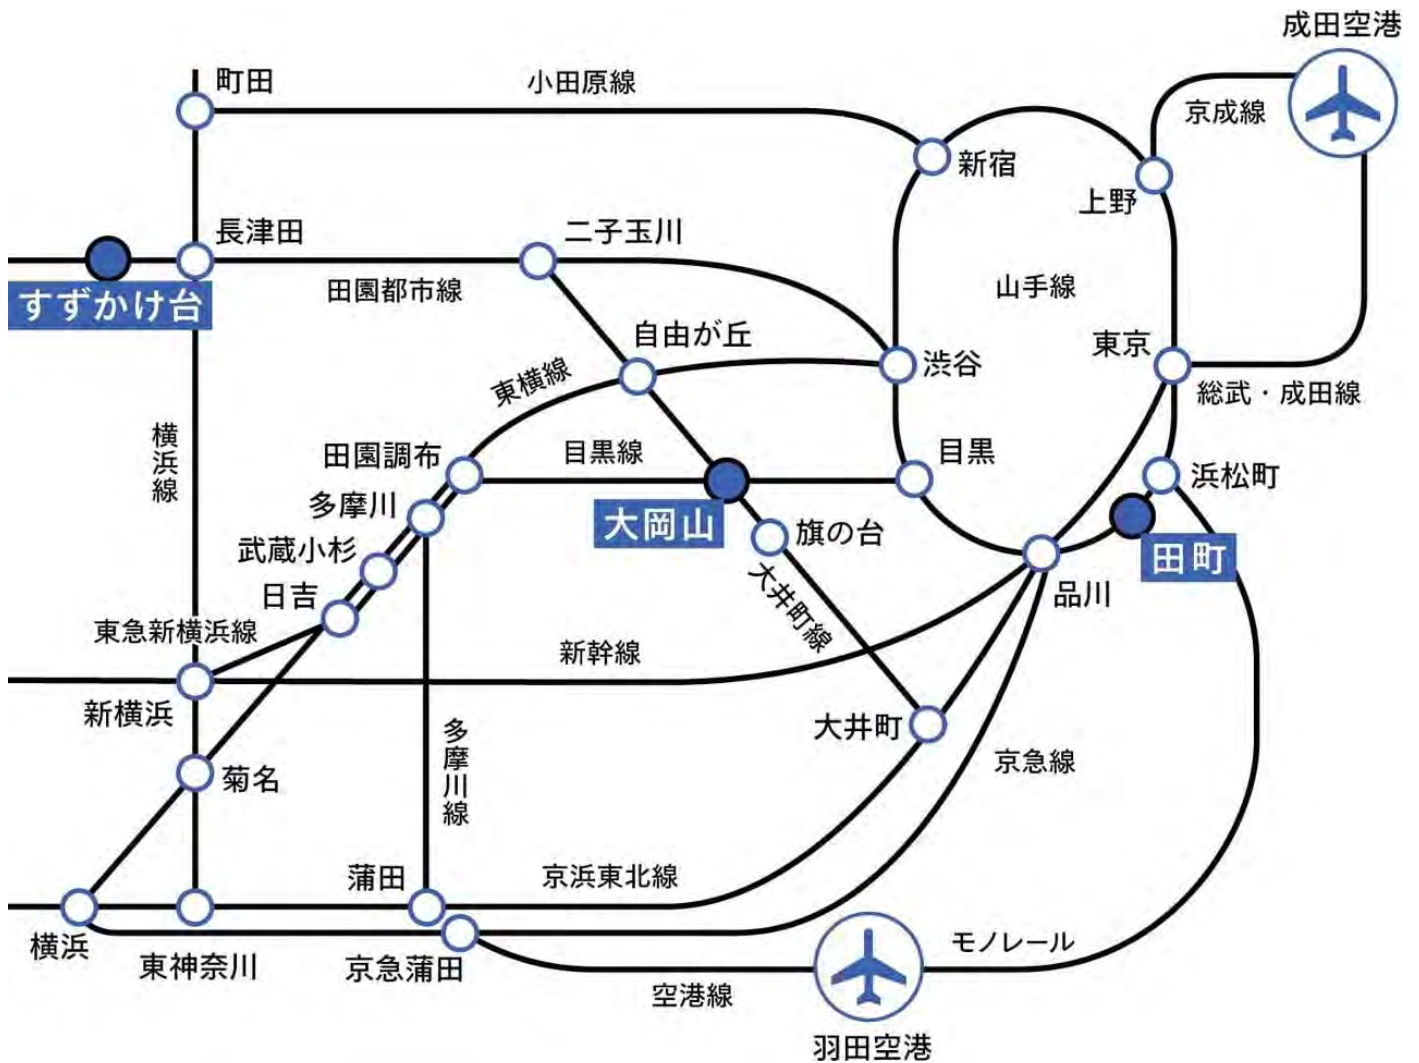 成田空港
町田
小田原線
京成線
新宿
上野
長津田
二子玉川
すずかけ台
田園都市線
山手線
自由が丘
東横線
渋谷
東京
総武・成田線
横浜線
田園調布
目黒線
目黒
浜松町
多摩川
大岡山
旗の台
田町
武蔵小杉
日吉
大井町線
品川
東急新横浜線
新幹線
新横浜
大井町
菊名
多摩川線
京急線
蒲田
京浜東北線
横浜
東神奈川
京急蒲田
モノレール
空港線
羽田空港